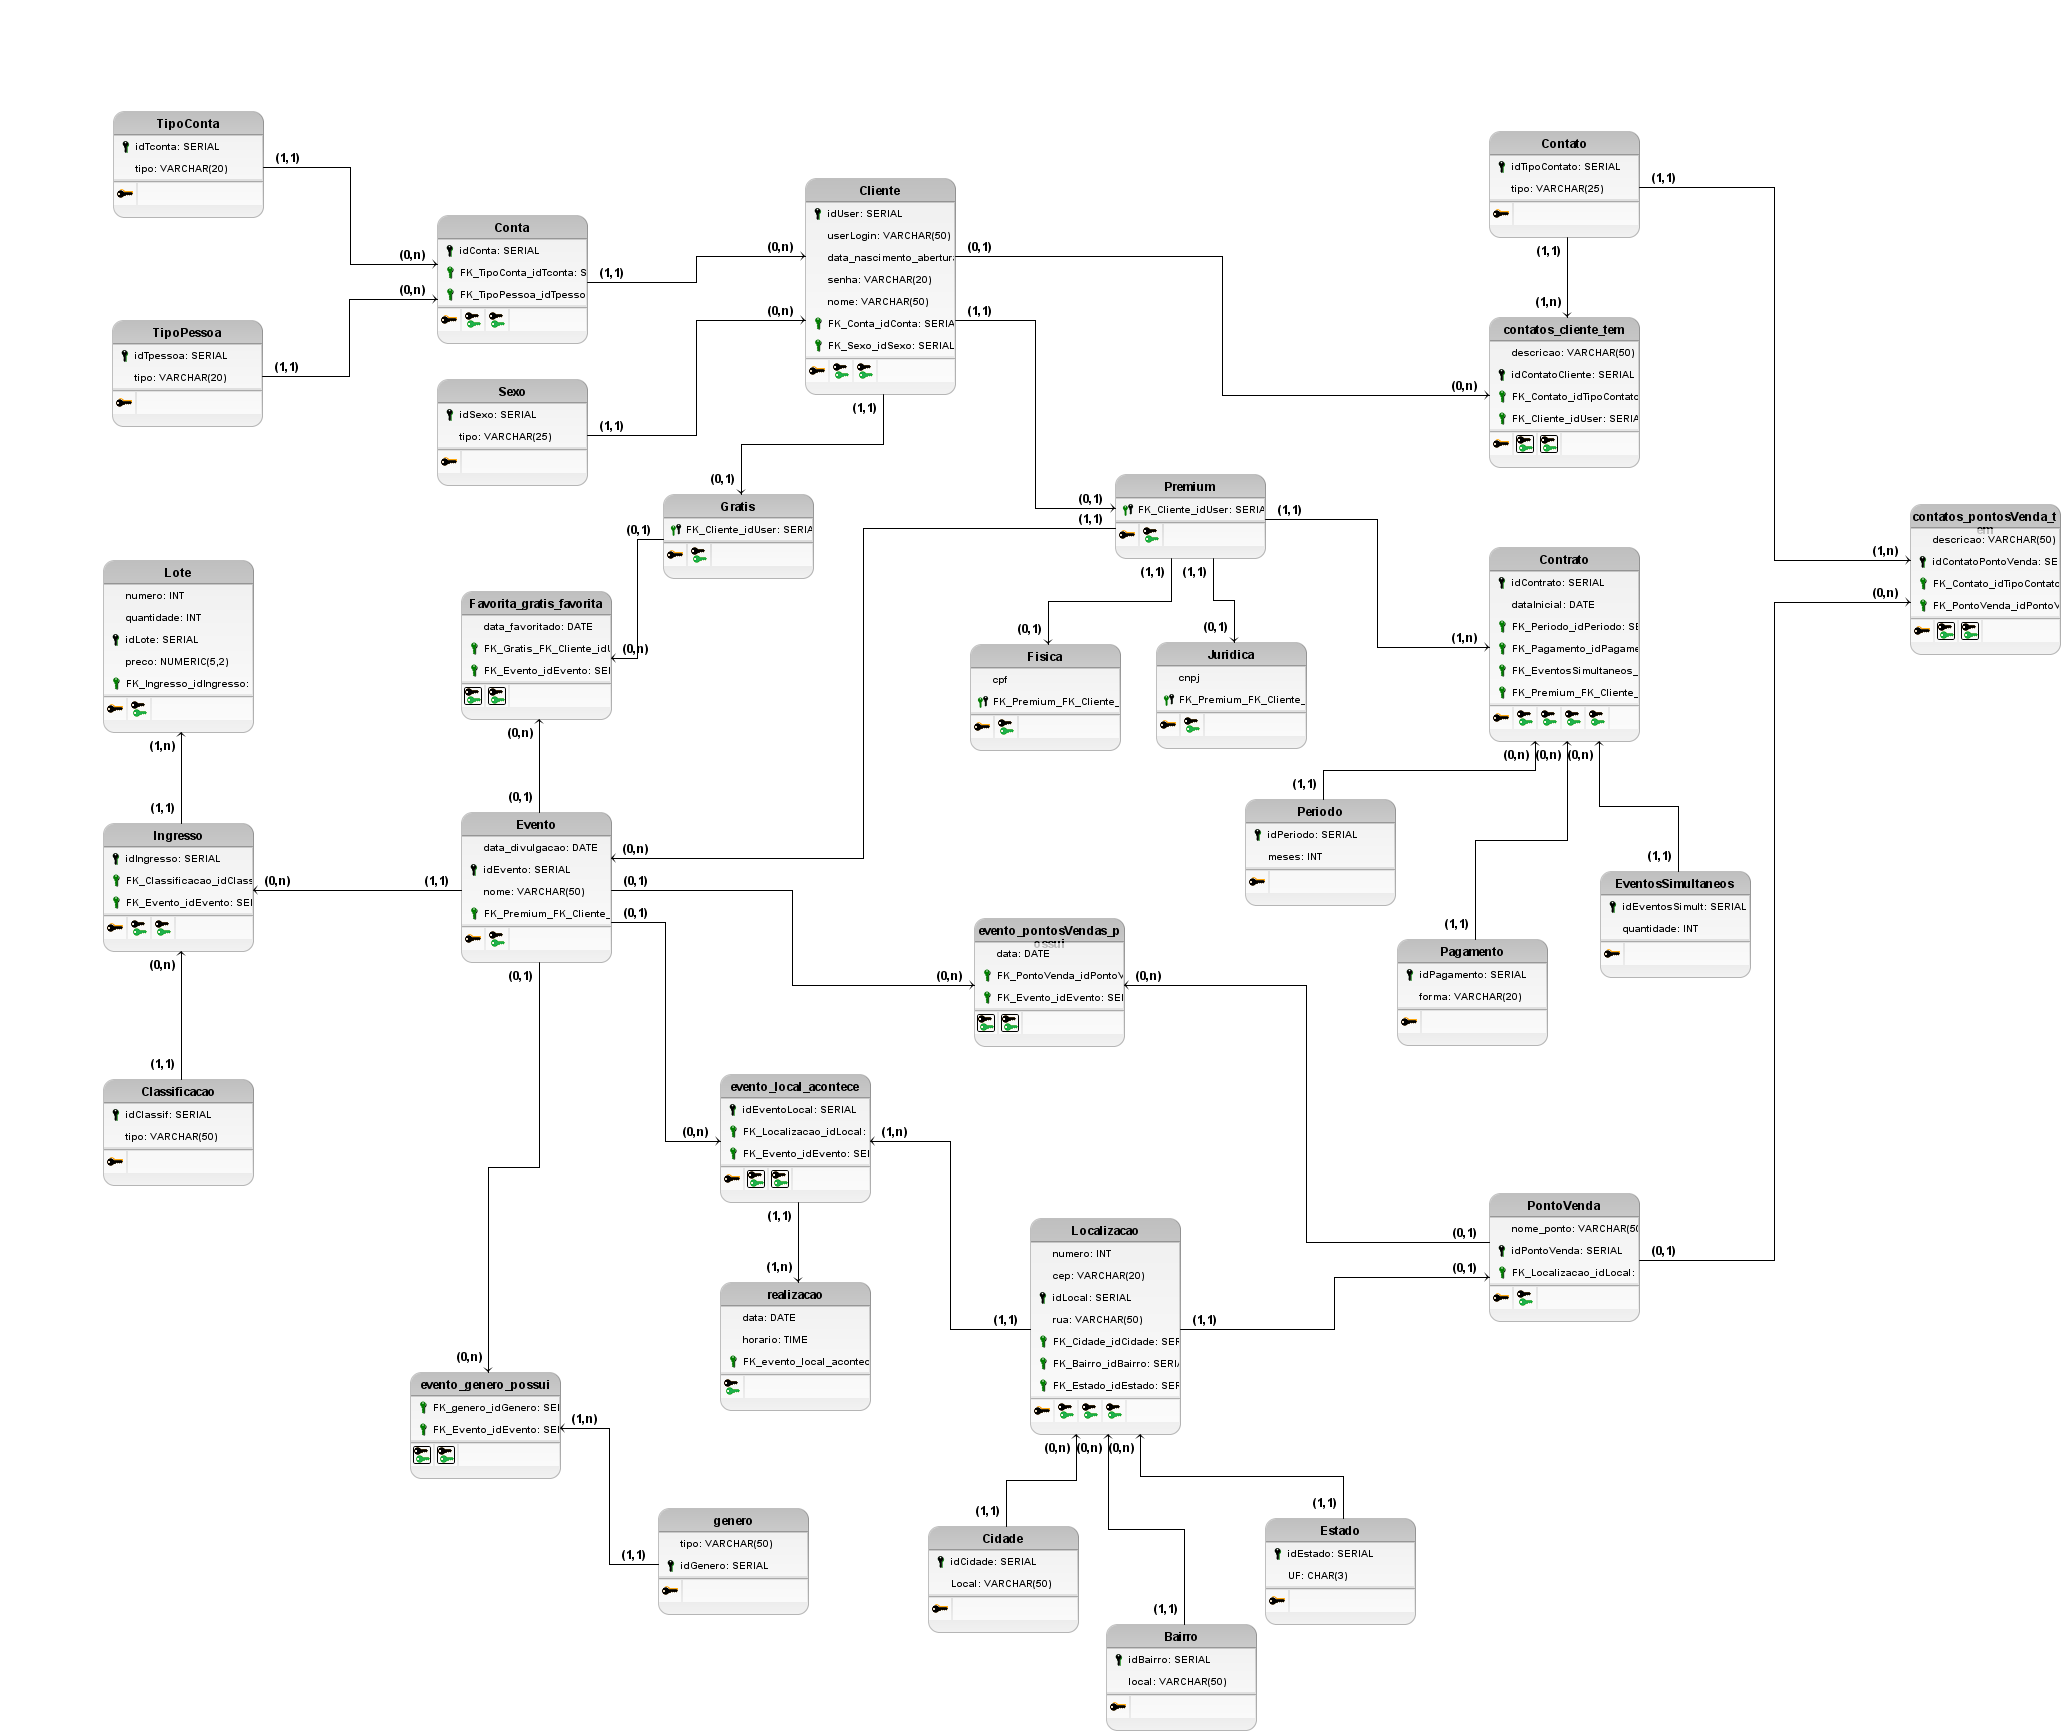 TipoConta
idTconta: SERIAL
tipo: VARCHAR(20)
(1,1)
(0,n)
TipoPessoa
idTpessoa: SERIAL
tipo: VARCHAR(20)
(1,1)
(0,n)
Conta
idConta: SERIAL
FK_TipoConta_idTconta: S
FK_TipoPessoa_idTpesso
(1,1)
(0,n)
Sexo
idSexo: SERIAL
tipo: VARCHAR(25)
(1,1)
(0,n)
Cliente
idUser: SERIAL
userLogin: VARCHAR(50)
data_nascimento_abertura
senha: VARCHAR(20)
nome: VARCHAR(50)
FK_Conta_idConta: SERIA
FK_Sexo_idSexo: SERIAL
(0,1)
(1,1)
(1,1)
Contato
idTipoContato: SERIAL
tipo: VARCHAR(25)
(1,1)
(1,1)
(1,n)
contatos_cliente_tem
descricao: VARCHAR(50)
idContatoCliente: SERIAL
FK_Contato_idTipoContato
FK_Cliente_idUser: SERIA
(0,n)
(0,1)
Gratis
FK_Cliente_idUser: SERIA
(0,1)
(0,n)
(0,1)
(1,1)
Premium
FK_Cliente_idUser: SERIA
(1,1)
(1,1)
(1,1)
contatos_pontosVenda_t
em
descricao: VARCHAR(50)
idContatoPontoVenda: SE
FK_Contato_idTipoContato
FK_PontoVenda_idPontoV
(1,n)
(0,n)
Lote
numero: INT
quantidade: INT
idLote: SERIAL
preco: NUMERIC(5,2)
FK_Ingresso_idIngresso:
(1,n)
(1,1)
Favorita_gratis_favorita
data_favoritado: DATE
FK_Gratis_FK_Cliente_idU
FK_Evento_idEvento: SEI
(0,n)
(0,1)
(0,1)
Fisica
cpf
FK_Premium_FK_Cliente_
(0,1)
Juridica
cnpj
FK_Premium_FK_Cliente_
(1,n)
Contrato
idContrato: SERIAL
dataInicial: DATE
FK_Periodo_idPeriodo: SE
FK_Pagamento_idPagame
FK_EventosSimultaneos_
FK_Premium_FK_Cliente_
(0,n)
(0,n)
(0,n)
(1,1)
Periodo
idPeriodo: SERIAL
meses: INT
(1,1)
EventosSimultaneos
idEventosSimult: SERIAL
quantidade: INT
(1,1)
Pagamento
idPagamento: SERIAL
forma: VARCHAR(20)
Ingresso
idIngresso: SERIAL
FK_Classificacao_idClass
FK_Evento_idEvento: SEI
(0,n)
(1,1)
(0,n)
(1,1)
Evento
data_divulgacao: DATE
idEvento: SERIAL
nome: VARCHAR(50)
FK_Premium_FK_Cliente_
(0,n)
(0,1)
(0,1)
(0,1)
evento_pontosVendas_p
ossui
data: DATE
FK_PontoVenda_idPontoV
FK_Evento_idEvento: SEI
(0,n)
(0,n)
Classificacao
idClassif: SERIAL
tipo: VARCHAR(50)
evento_local_acontece
idEventoLocal: SERIAL
FK_Localizacao_idLocal:
FK_Evento_idEvento: SEI
(0,n)
(1,n)
(1,1)
(1,n)
realizacao
data: DATE
horario: TIME
FK_evento_local_acontec
Localizacao
numero: INT
cep: VARCHAR(20)
idLocal: SERIAL
rua: VARCHAR(50)
FK_Cidade_idCidade: SER
FK_Bairro_idBairro: SERIA
FK_Estado_idEstado: SER
(1,1)
(1,1)
(0,n)
(0,n)
(0,n)
PontoVenda
nome_ponto: VARCHAR(50
idPontoVenda: SERIAL
FK_Localizacao_idLocal:
(0,1)
(0,1)
(0,1)
(0,n)
evento_genero_possui
FK_genero_idGenero: SEI
FK_Evento_idEvento: SEI
(1,n)
(1,1)
genero
tipo: VARCHAR(50)
idGenero: SERIAL
(1,1)
Cidade
idCidade: SERIAL
Local: VARCHAR(50)
(1,1)
Estado
idEstado: SERIAL
UF: CHAR(3)
(1,1)
Bairro
idBairro: SERIAL
local: VARCHAR(50)